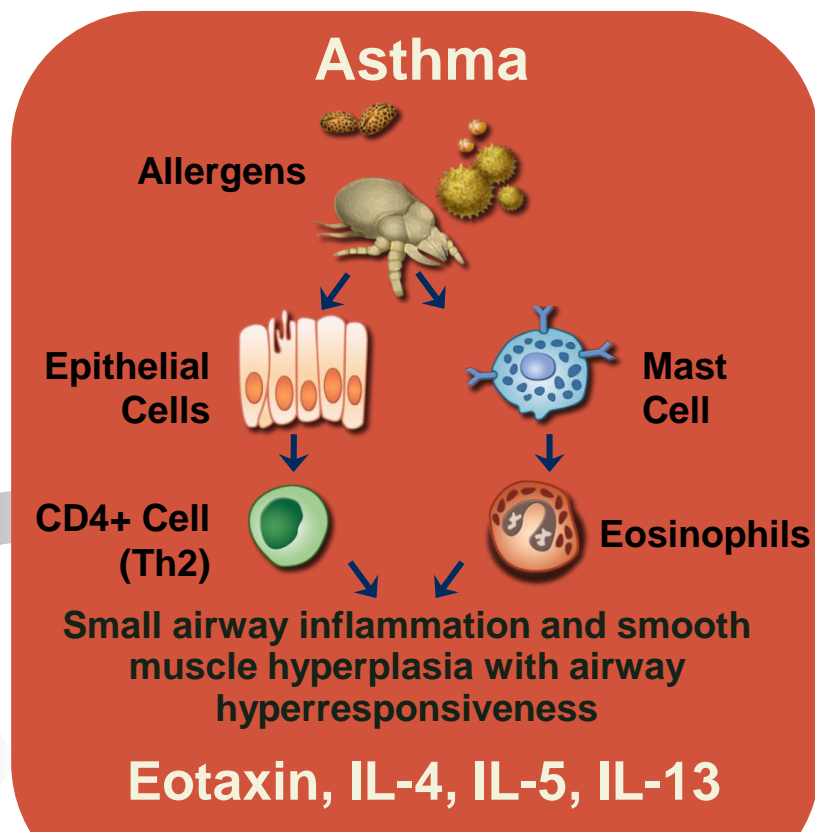 Asthma
Allergens
Epithelial
Cells
Mast
Cell
CD4+ Cell
(Th2)
Eosinophils
Small airway inflammation and smooth
muscle hyperplasia with airway
hyperresponsiveness
Eotaxin, IL-4, IL-5, IL-13